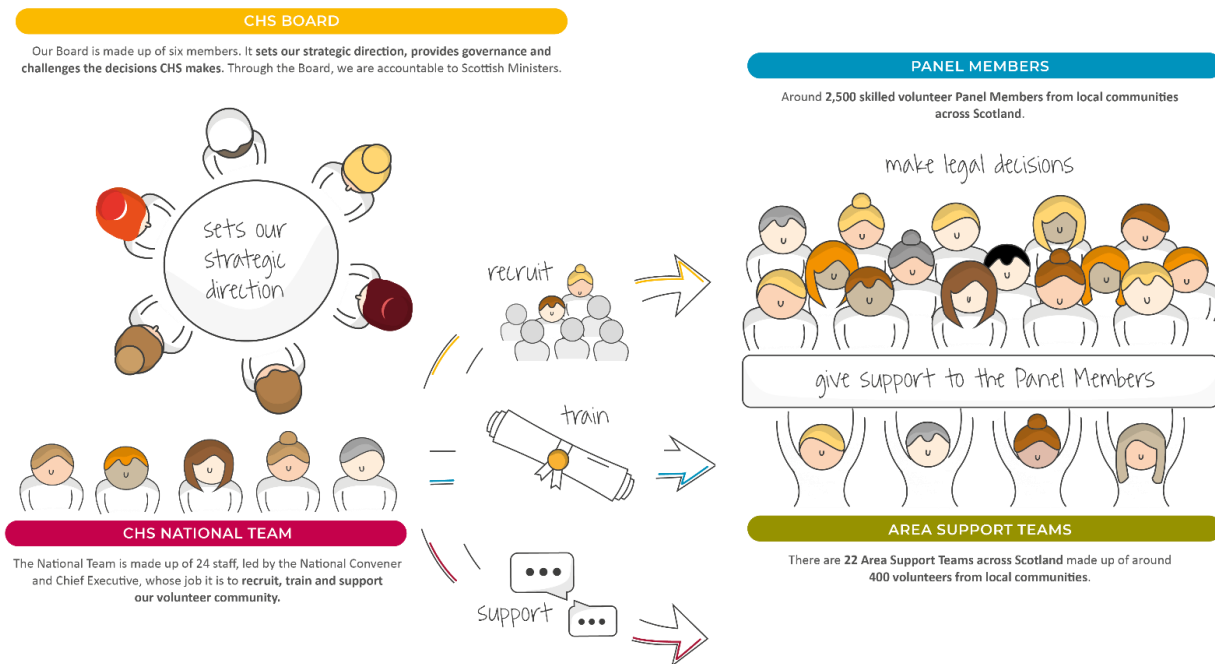 CHS BOARD
Our Board is made up of six members. It sets our strategic direction, provides governance and
challenges the decisions CHS makes. Through the Board, we are accountable to Scottish Ministers.
sets our
strategic
direction
CHS NATIONAL TEAM
The National Team is made up of 24 staff, led by the National Convener
and Chief Executive, whose job it is to recruit, train and support
our volunteer community.
recruit
train
support
PANEL MEMBERS
Around 2,500 skilled volunteer Panel Members from local communities
across Scotland.
make legal decisions
give support to the Panel Members
AREA SUPPORT TEAMS
There are 22 Area Support Teams across Scotland made up of around
400 volunteers from local communities.